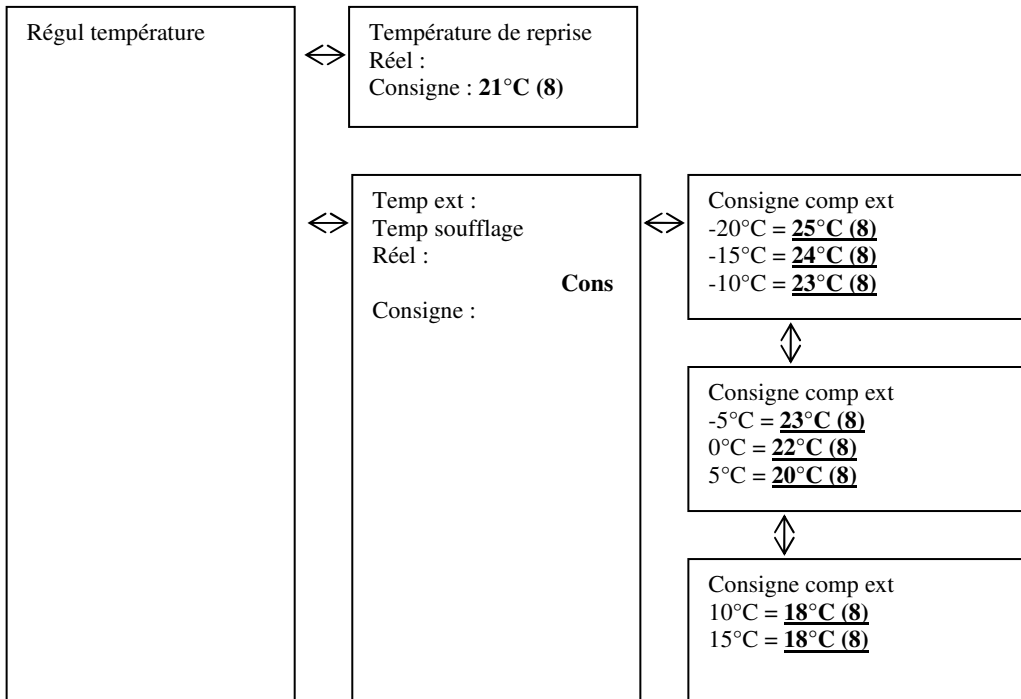 Régul température
Température de reprise
Réel :
Consigne : 21°C (8)
Temp ext :
Temp soufflage
Réel :
Cons
Consigne :
Consigne comp ext
-20°C = 25°C (8)
-15°C = 24°C (8)
-10°C = 23°C (8)
Consigne comp ext
-5°C = 23°C (8)
0°C = 22°C (8)
5°C = 20°C (8)
Consigne comp ext
10°C = 18°C (8)
15°C = 18°C (8)